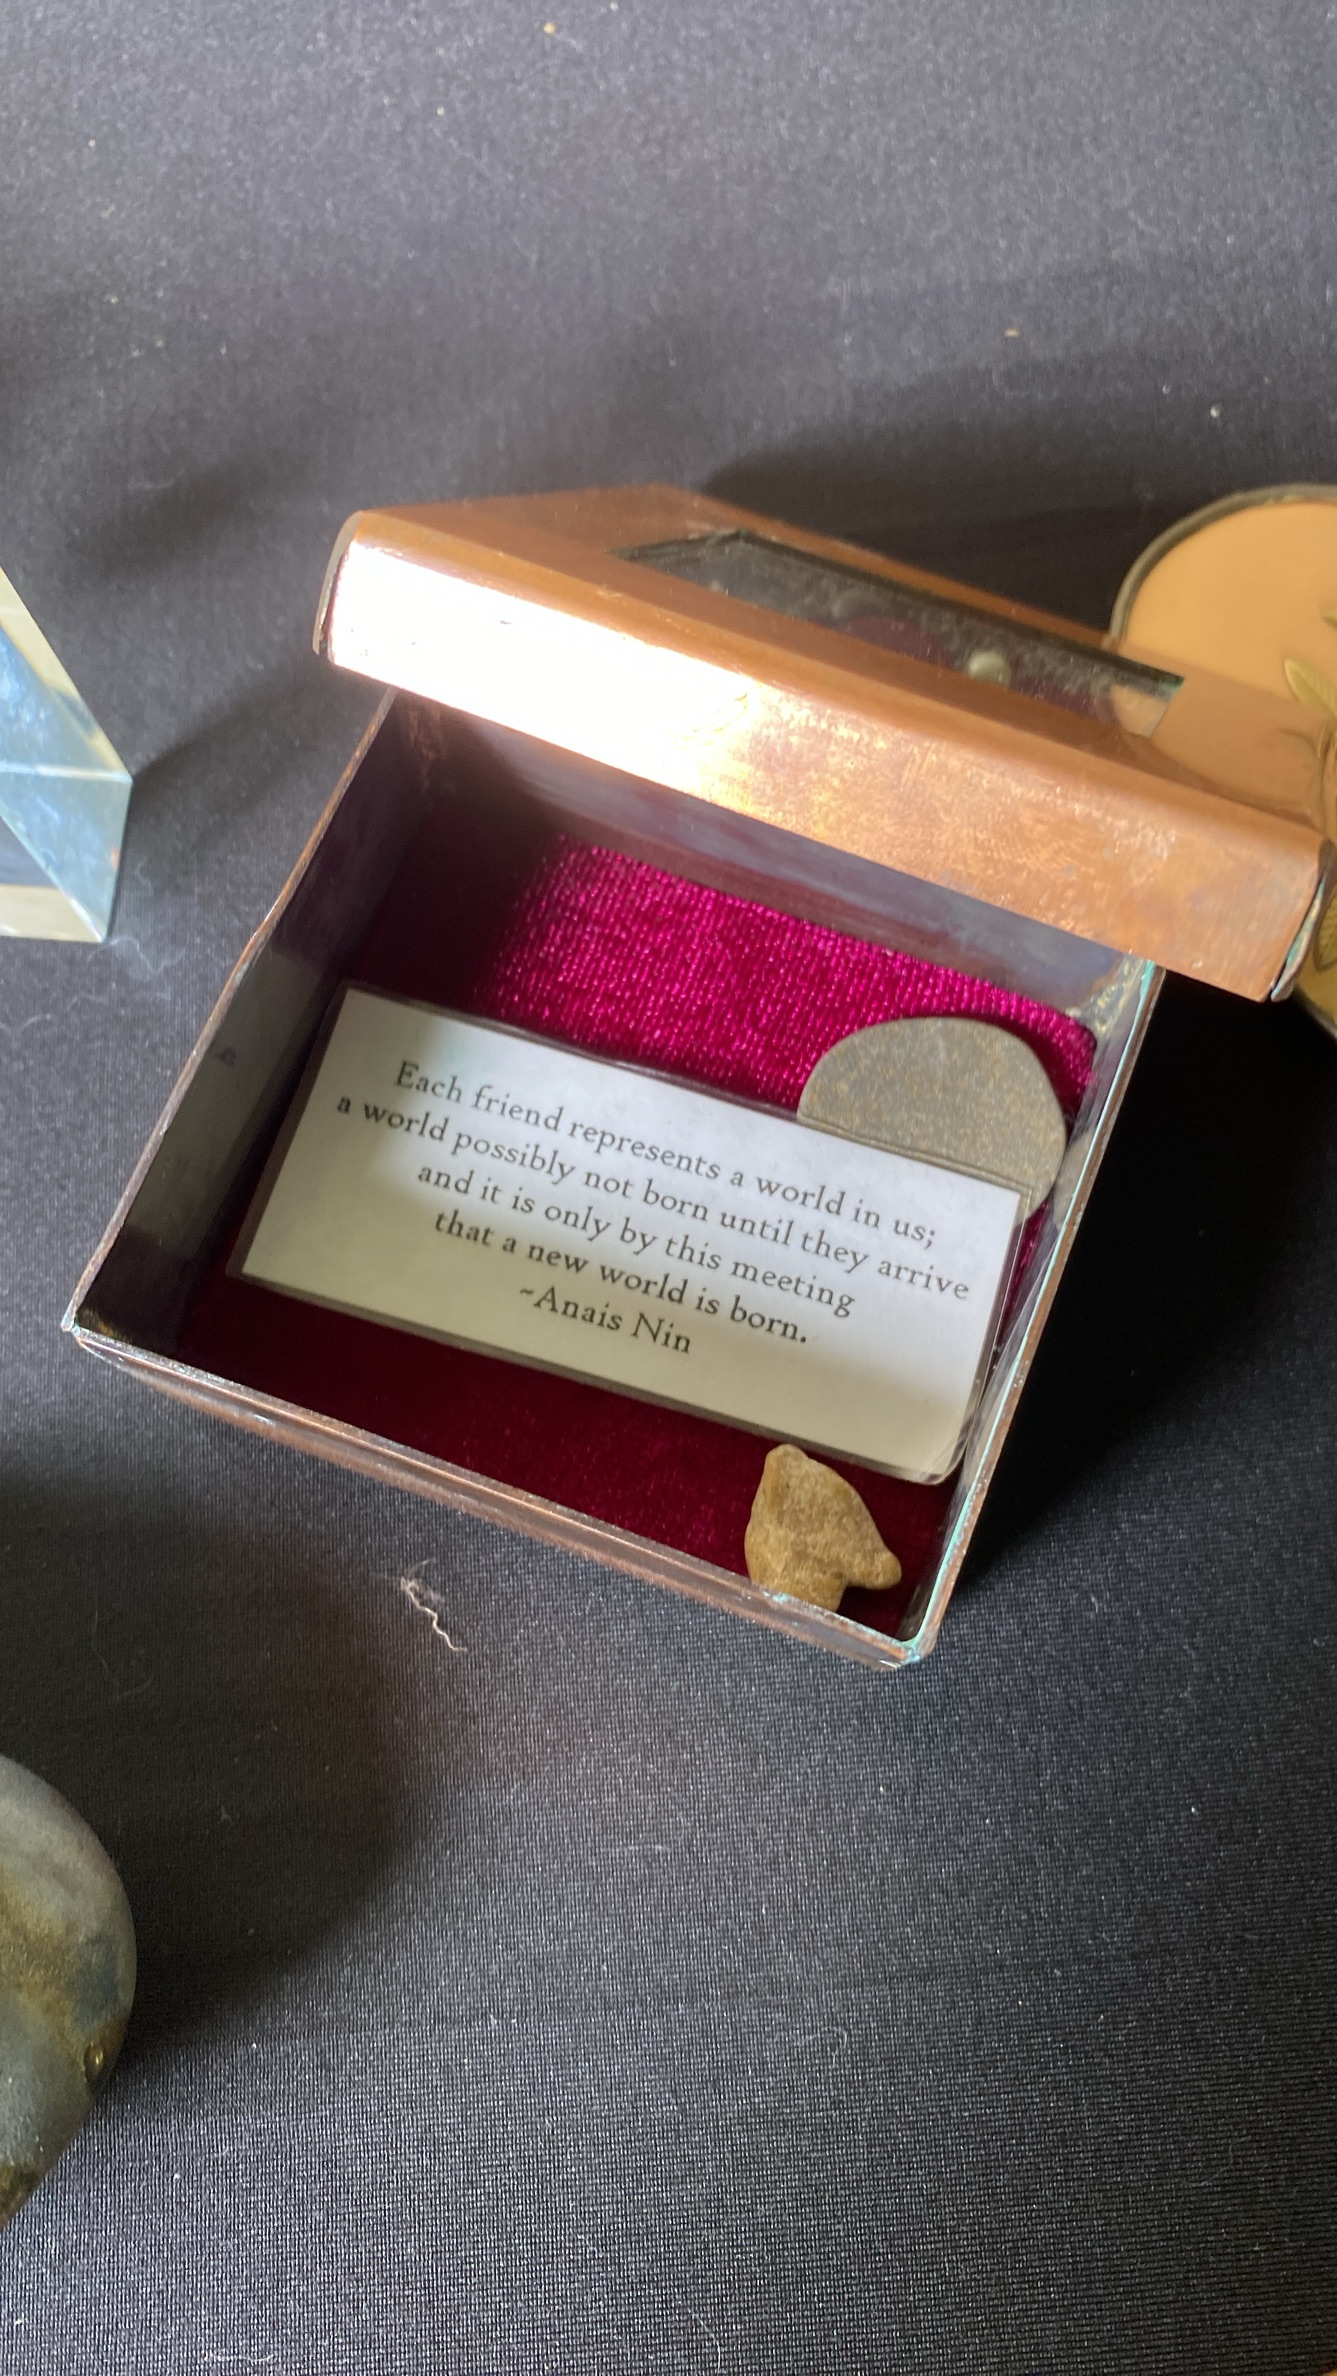 Each friend represents a world in us;
a world possibly not born until they arrive
and it is only by this meeting
that a new world is born.
~Anais Nin